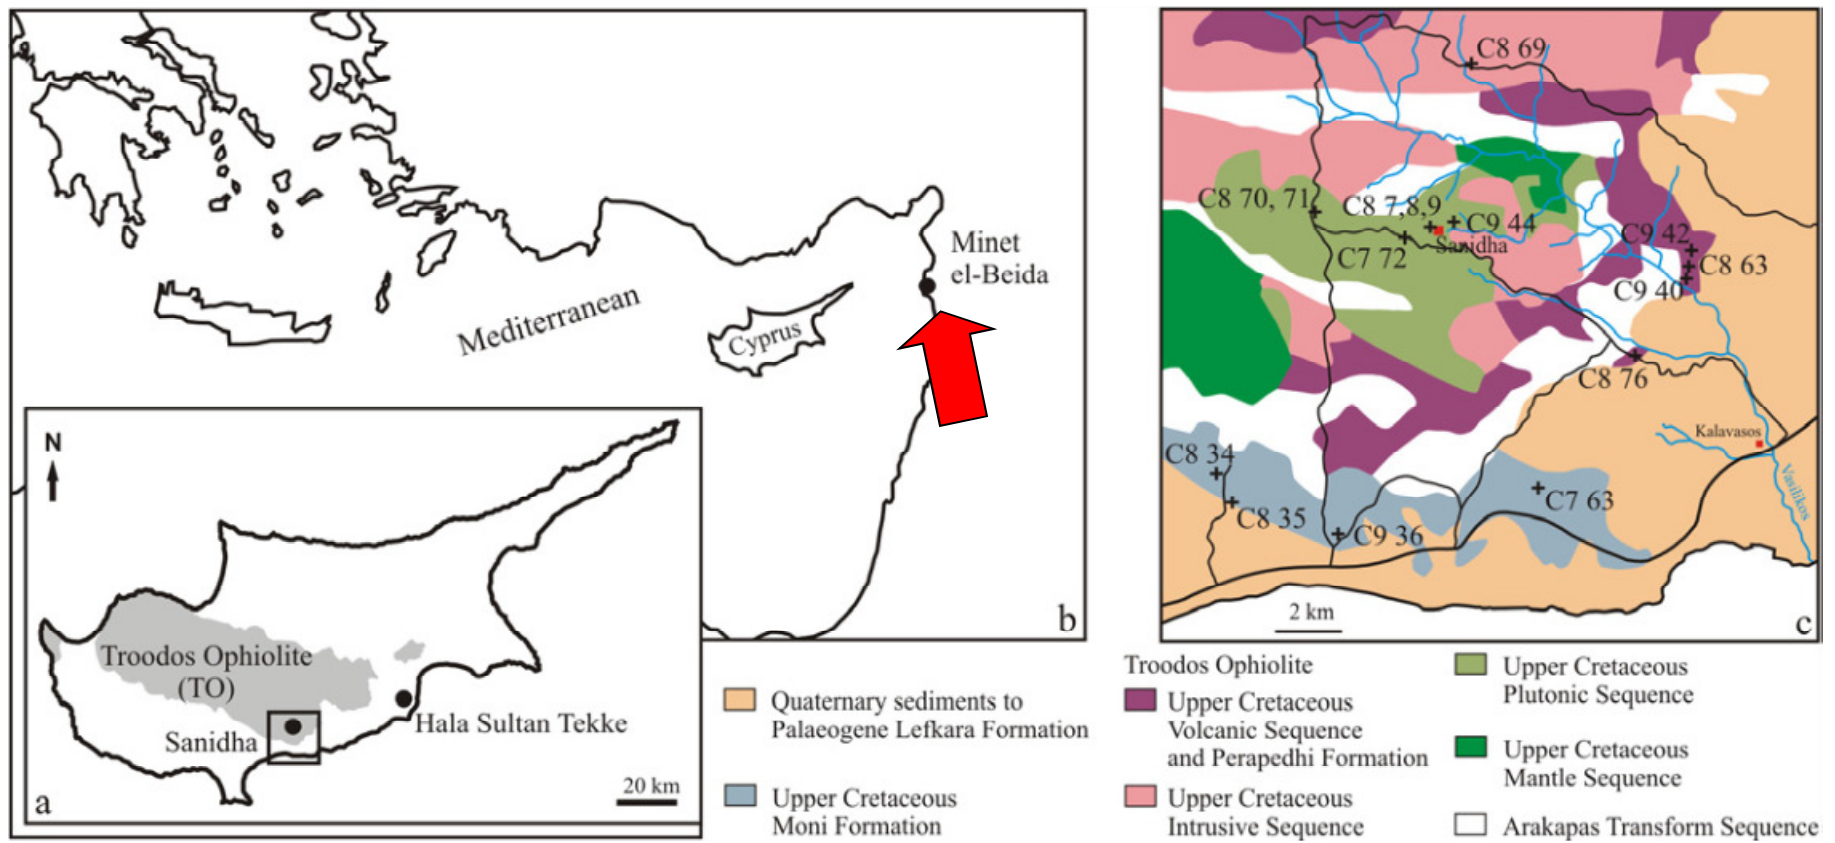 Minet
el-Beida
Mediterranean
Cyprus
b
N
Troodos Ophiolite
(TO)
Sanidha
Hala Sultan Tekke
20 km
a
C8 69
C8 70, 71
C8 7,8,9
C9 44
Sanidha
C7 72
C9 42
C8 63
C9 40
C8 76
Kalavasos
Vasilikos
C8 34
C8 35
C9 36
C7 63
2 km
c
Quaternary sediments to
Palaeogene Lefkara Formation
Upper Cretaceous
Moni Formation
Troodos Ophiolite
Upper Cretaceous
Volcanic Sequence
and Perapedhi Formation
Upper Cretaceous
Intrusive Sequence
Upper Cretaceous
Plutonic Sequence
Upper Cretaceous
Mantle Sequence
Arakapas Transform Sequence